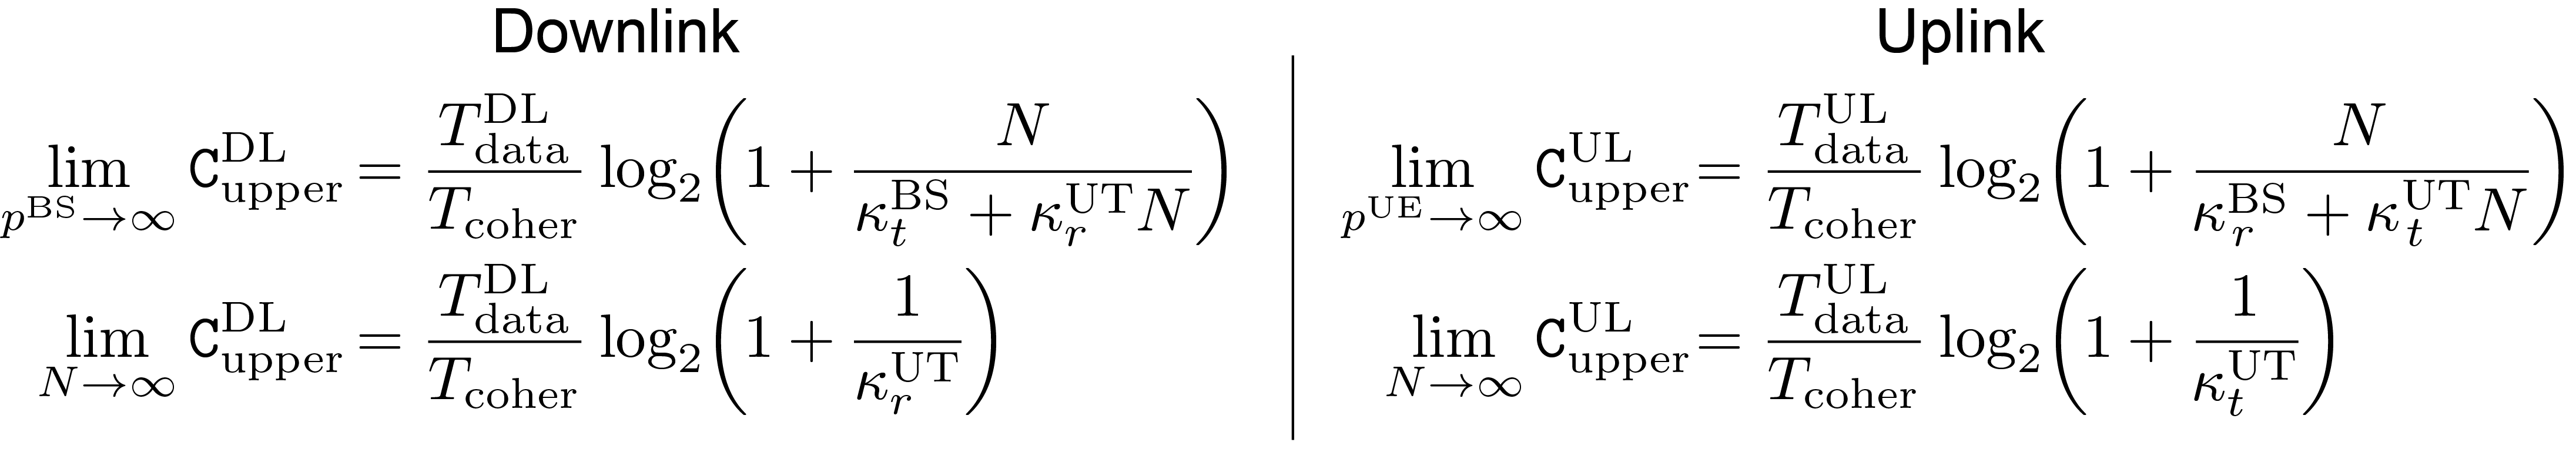 Downlink
lim_{p^{BS}→∞} C^{DL}_{upper} = \frac{T^{DL}_{data}}{T_{coher}} log_2(1 + \frac{N}{κ^{BS}_t + κ^{UT}_r N})
lim_{N→∞} C^{DL}_{upper} = \frac{T^{DL}_{data}}{T_{coher}} log_2(1 + \frac{1}{κ^{UT}_r})
Uplink
lim_{p^{UE}→∞} C^{UL}_{upper} = \frac{T^{UL}_{data}}{T_{coher}} log_2(1 + \frac{N}{κ^{BS}_r + κ^{UT}_t N})
lim_{N→∞} C^{UL}_{upper} = \frac{T^{UL}_{data}}{T_{coher}} log_2(1 + \frac{1}{κ^{UT}_t})